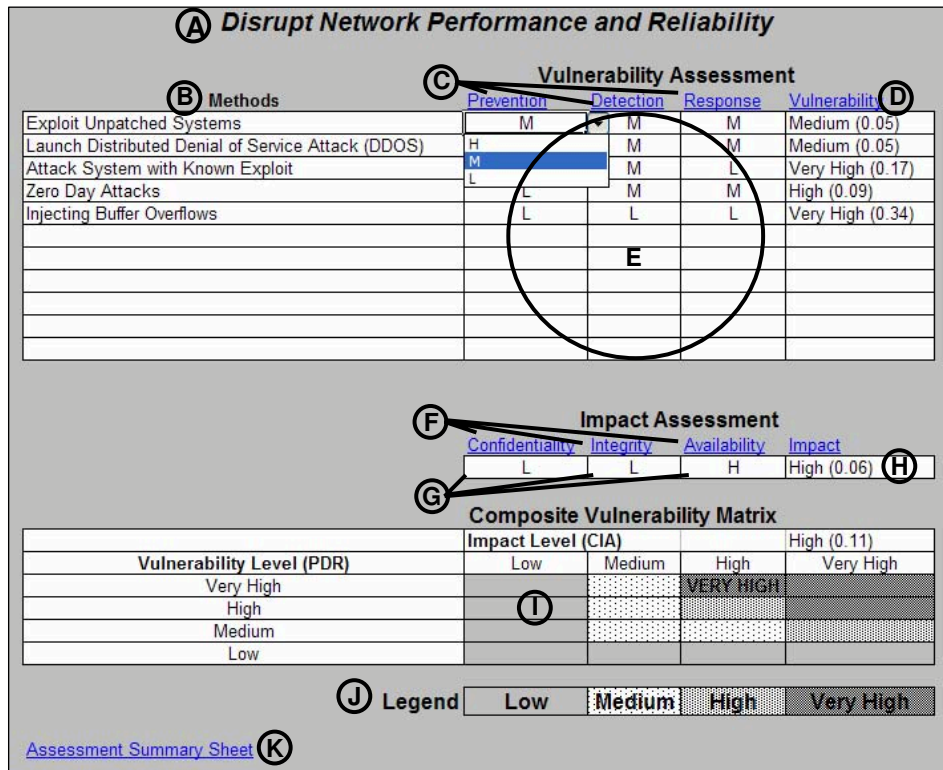 A Disrupt Network Performance and Reliability
Vulnerability Assessment
C
B Methods Prevention Detection Response Vulnerability D
Exploit Unpatched Systems M M M Medium (0.05)
Launch Distributed Denial of Service Attack (DDOS) H M M Medium (0.05)
Attack System with Known Exploit M M L Very High (0.17)
L
Zero Day Attacks L M M High (0.09)
Injecting Buffer Overflows L L L Very High (0.34)
E
Impact Assessment
F
Confidentiality Integrity Availability Impact
L L H High (0.06) H
G
Composite Vulnerability Matrix
Impact Level (CIA) High (0.11)
Vulnerability Level (PDR) Low Medium High Very High
Very High VERY HIGH
High I
Medium
Low
J Legend Low Medium High Very High
Assessment Summary Sheet K